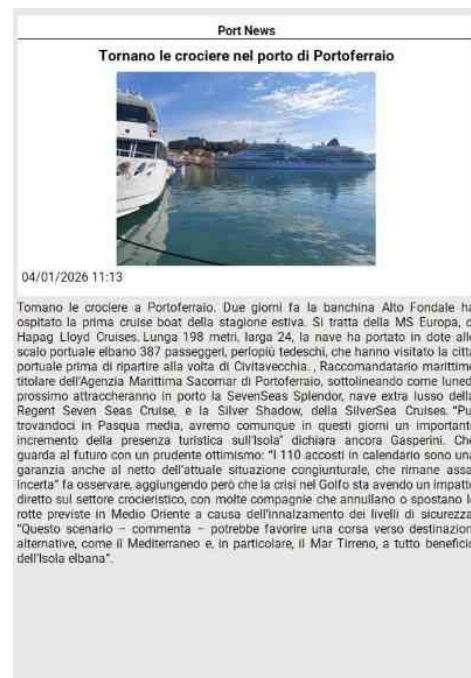 Port News
Tornano le crociere nel porto di Portoferraio
04/01/2026 11:13
Tornano le crociere a Portoferraio. Due giorni fa la banchina Alto Fondale ha
ospitato la prima cruise boat della stagione estiva. Si tratta della MS Europa, d
Hapag Lloyd Cruises. Lunga 198 metri, larga 24, la nave ha portato in dote allo
scalo portuale elbano 387 passeggeri, perlopiù tedeschi, che hanno visitato la citt
portuale prima di ripartire alla volta di Civitavecchia. , Raccomandatario marittimo
titolare dell'Agenzia Marittima Sacomar di Portoferraio, sottolineando come luned
prossimo attraccheranno in porto la SevenSeas Splendor, nave extra lusso della
Regent Seven Seas Cruise, e la Silver Shadow, della SilverSea Cruises. “Pu
trovandoci in Pasqua media, avremo comunque in questi giorni un importante
incremento della presenza turistica sull'Isola” dichiara ancora Gasperini. Che
guarda al futuro con un prudente ottimismo: “I 110 accosti in calendario sono una
garanzia anche al netto dell'attuale situazione congiunturale, che rimane assa
incerta” fa osservare, aggiungendo però che la crisi nel Golfo sta avendo un impatto
diretto sul settore crocieristico, con molte compagnie che annullano o spostano le
rotte previste in Medio Oriente a causa dell'innalzamento dei livelli di sicurezza
“Questo scenario – commenta – potrebbe favorire una corsa verso destinazion
alternative, come il Mediterraneo e, in particolare, il Mar Tirreno, a tutto beneficio
dell'Isola elbana”.